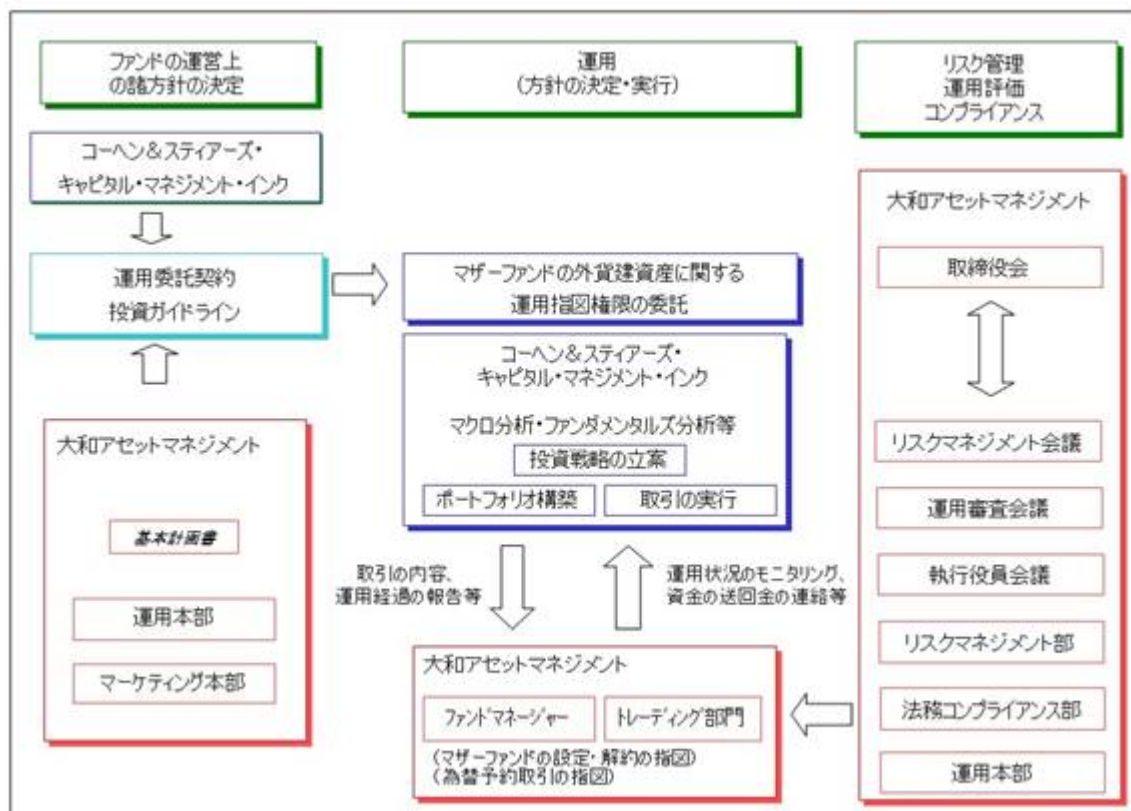 ファンドの運営上
の諸方針の決定
運用
(方針の決定・実行)
リスク管理
運用評価
コンプライアンス
コーヘン＆スティアーズ・
キャピタル・マネジメント・インク
運用委託契約
投資ガイドライン
マザーファンドの外貨建資産に関する
運用指図権限の委託
コーヘン＆スティアーズ・
キャピタル・マネジメント・インク
マクロ分析・ファンダメンタルズ分析等
投資戦略の立案
ポートフォリオ構築
取引の実行
大和アセットマネジメント
基本計画書
運用本部
マーケティング本部
取引の内容、
運用経過の報告等
運用状況のモニタリング、
資金の送回金の連絡等
大和アセットマネジメント
ファンドマネージャー
トレーディング部門
(マザーファンドの設定・解約の指図)
(為替予約取引の指図)
大和アセットマネジメント
取締役会
リスクマネジメント会議
運用審査会議
執行役員会議
リスクマネジメント部
法務コンプライアンス部
運用本部